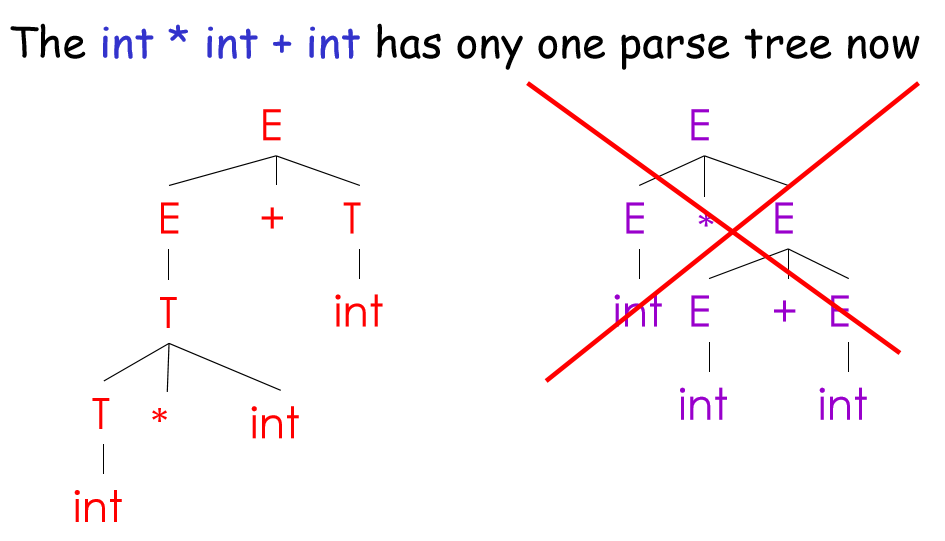 The int * int + int has ony one parse tree now
E E
E + T E * E
T int int E + E
T * int int int
int